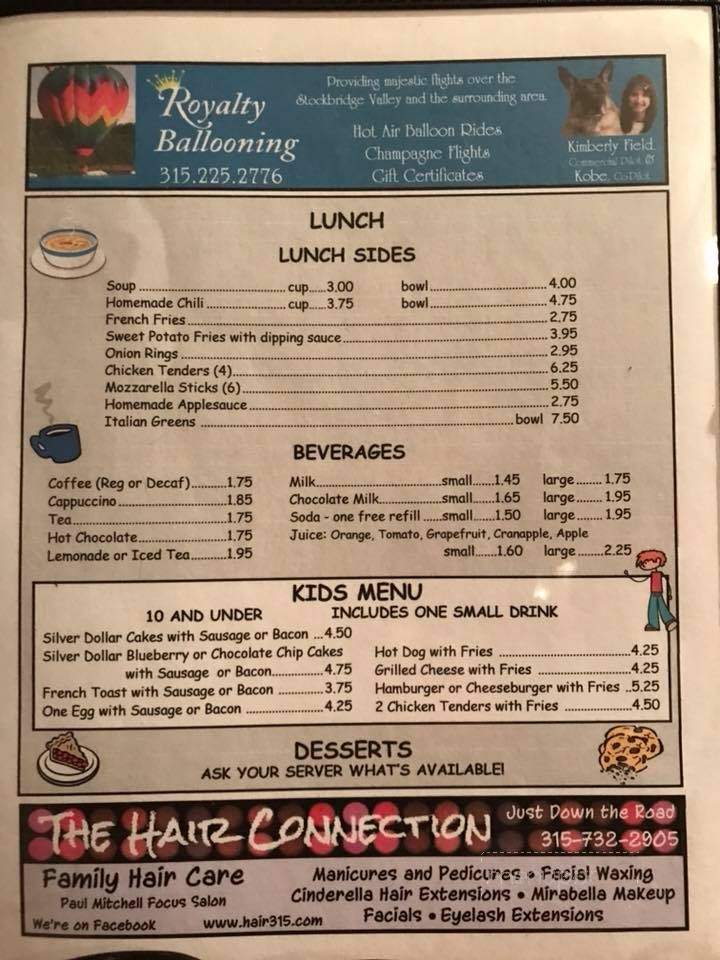 Royalty
Ballooning
315.225.2776
Providing majestic flights over the
Stockbridge Valley and the surrounding area.
Hot Air Balloon Rides
Champagne Flights
Gift Certificates
Kimberly Field,
Commercial Pilot &
Kobe, Co-Pilot
LUNCH
LUNCH SIDES
Soup ........ cup.....3.00 bowl........ 4.00
Homemade Chili ........ cup.....3.75 bowl........ 4.75
French Fries ........ 2.75
Sweet Potato Fries with dipping sauce ........ 3.95
Onion Rings ........ 2.95
Chicken Tenders (4) ........ 6.25
Mozzarella Sticks (6) ........ 5.50
Homemade Applesauce ........ 2.75
Italian Greens ........ bowl 7.50
BEVERAGES
Coffee (Reg or Decaf)..........1.75
Cappuccino ........ 1.85
Tea ........ 1.75
Hot Chocolate ........ 1.75
Lemonade or Iced Tea..........1.95
Milk ........ small......1.45 large........ 1.75
Chocolate Milk ........ small......1.65 large........ 1.95
Soda - one free refill .....small......1.50 large........ 1.95
Juice: Orange, Tomato, Grapefruit, Cranapple, Apple
small......1.60 large........2.25
KIDS MENU
10 AND UNDER INCLUDES ONE SMALL DRINK
Silver Dollar Cakes with Sausage or Bacon ...4.50
Silver Dollar Blueberry or Chocolate Chip Cakes
with Sausage or Bacon ........ 4.75
French Toast with Sausage or Bacon ............ 3.75
One Egg with Sausage or Bacon ........ 4.25
Hot Dog with Fries ........ 4.25
Grilled Cheese with Fries ........ 4.25
Hamburger or Cheeseburger with Fries ..5.25
2 Chicken Tenders with Fries ........ 4.50
DESSERTS
ASK YOUR SERVER WHAT'S AVAILABLE!
THE HAIR CONNECTION
Just Down the Road
315-732-2905
Family Hair Care
Paul Mitchell Focus Salon
We're on Facebook www.hair315.com
Manicures and Pedicures • Facial Waxing
Cinderella Hair Extensions • Mirabella Makeup
Facials • Eyelash Extensions